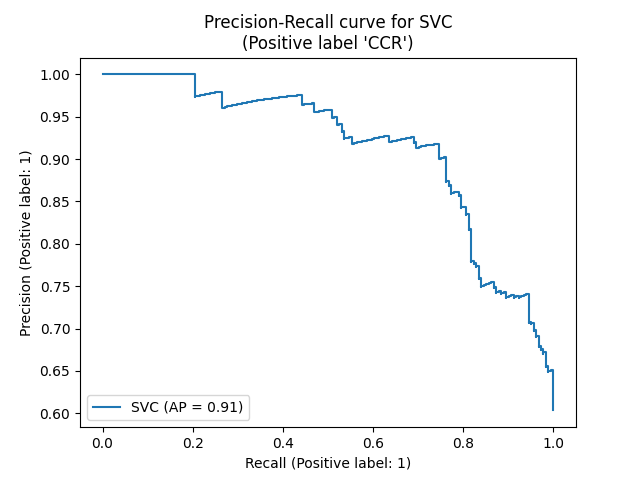 Precision-Recall curve for SVC
(Positive label 'CCR')
1.00
0.95
0.90
0.85
0.80
0.75
0.70
0.65
0.60
Precision (Positive label: 1)
SVC (AP = 0.91)
0.0 0.2 0.4 0.6 0.8 1.0
Recall (Positive label: 1)